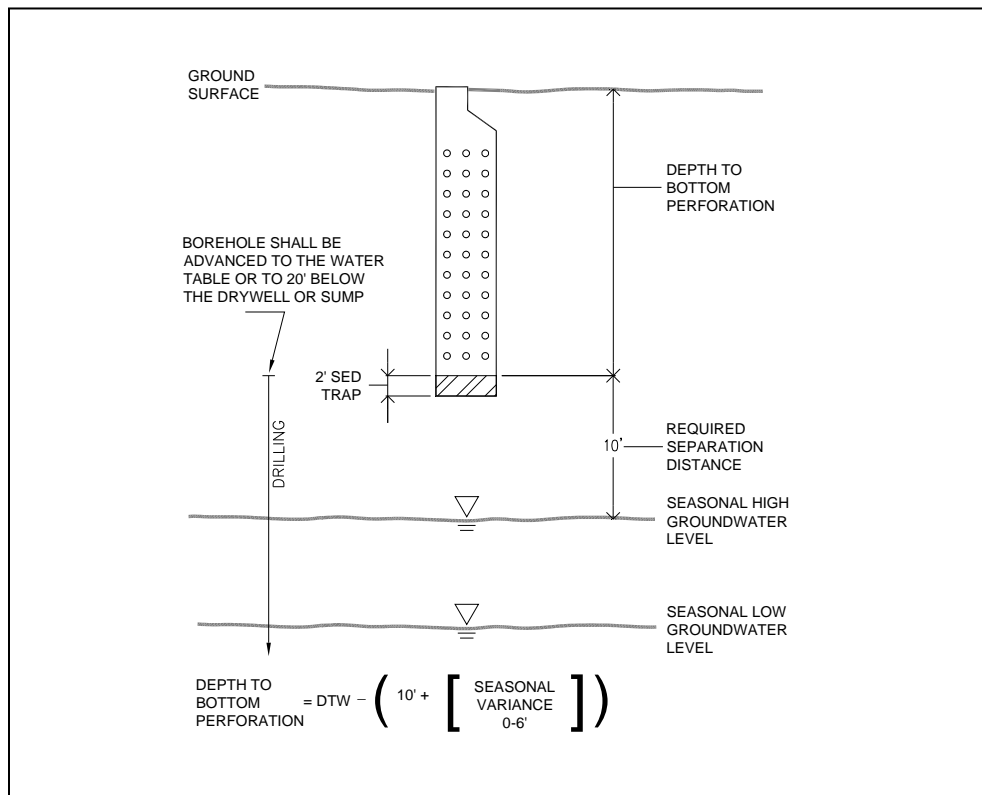 GROUND
SURFACE
DEPTH TO
BOTTOM
PERFORATION
BOREHOLE SHALL BE
ADVANCED TO THE WATER
TABLE OR TO 20' BELOW
THE DRYWELL OR SUMP
2' SED
TRAP
DRILLING
10'
REQUIRED
SEPARATION
DISTANCE
SEASONAL HIGH
GROUNDWATER
LEVEL
SEASONAL LOW
GROUNDWATER
LEVEL
DEPTH TO
BOTTOM
PERFORATION
= DTW – ( 10' + [ SEASONAL
VARIANCE
0-6' ] )